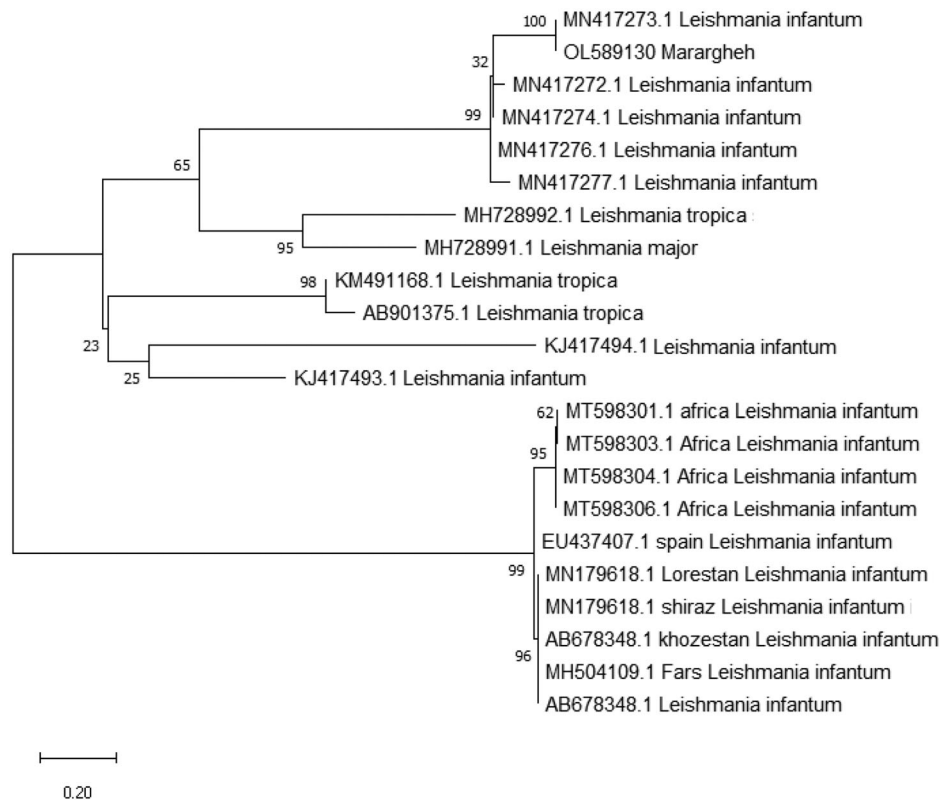 100
MN417273.1 Leishmania infantum
OL589130 Marargheh
32
MN417272.1 Leishmania infantum
99
MN417274.1 Leishmania infantum
MN417276.1 Leishmania infantum
65
MN417277.1 Leishmania infantum
MH728992.1 Leishmania tropica
95
MH728991.1 Leishmania major
98
KM491168.1 Leishmania tropica
AB901375.1 Leishmania tropica
23
KJ417494.1 Leishmania infantum
25
KJ417493.1 Leishmania infantum
62
MT598301.1 africa Leishmania infantum
MT598303.1 Africa Leishmania infantum
95
MT598304.1 Africa Leishmania infantum
MT598306.1 Africa Leishmania infantum
EU437407.1 spain Leishmania infantum
99
MN179618.1 Lorestan Leishmania infantum
MN179618.1 shiraz Leishmania infantum
AB678348.1 khozestan Leishmania infantum
96
MH504109.1 Fars Leishmania infantum
AB678348.1 Leishmania infantum
0.20